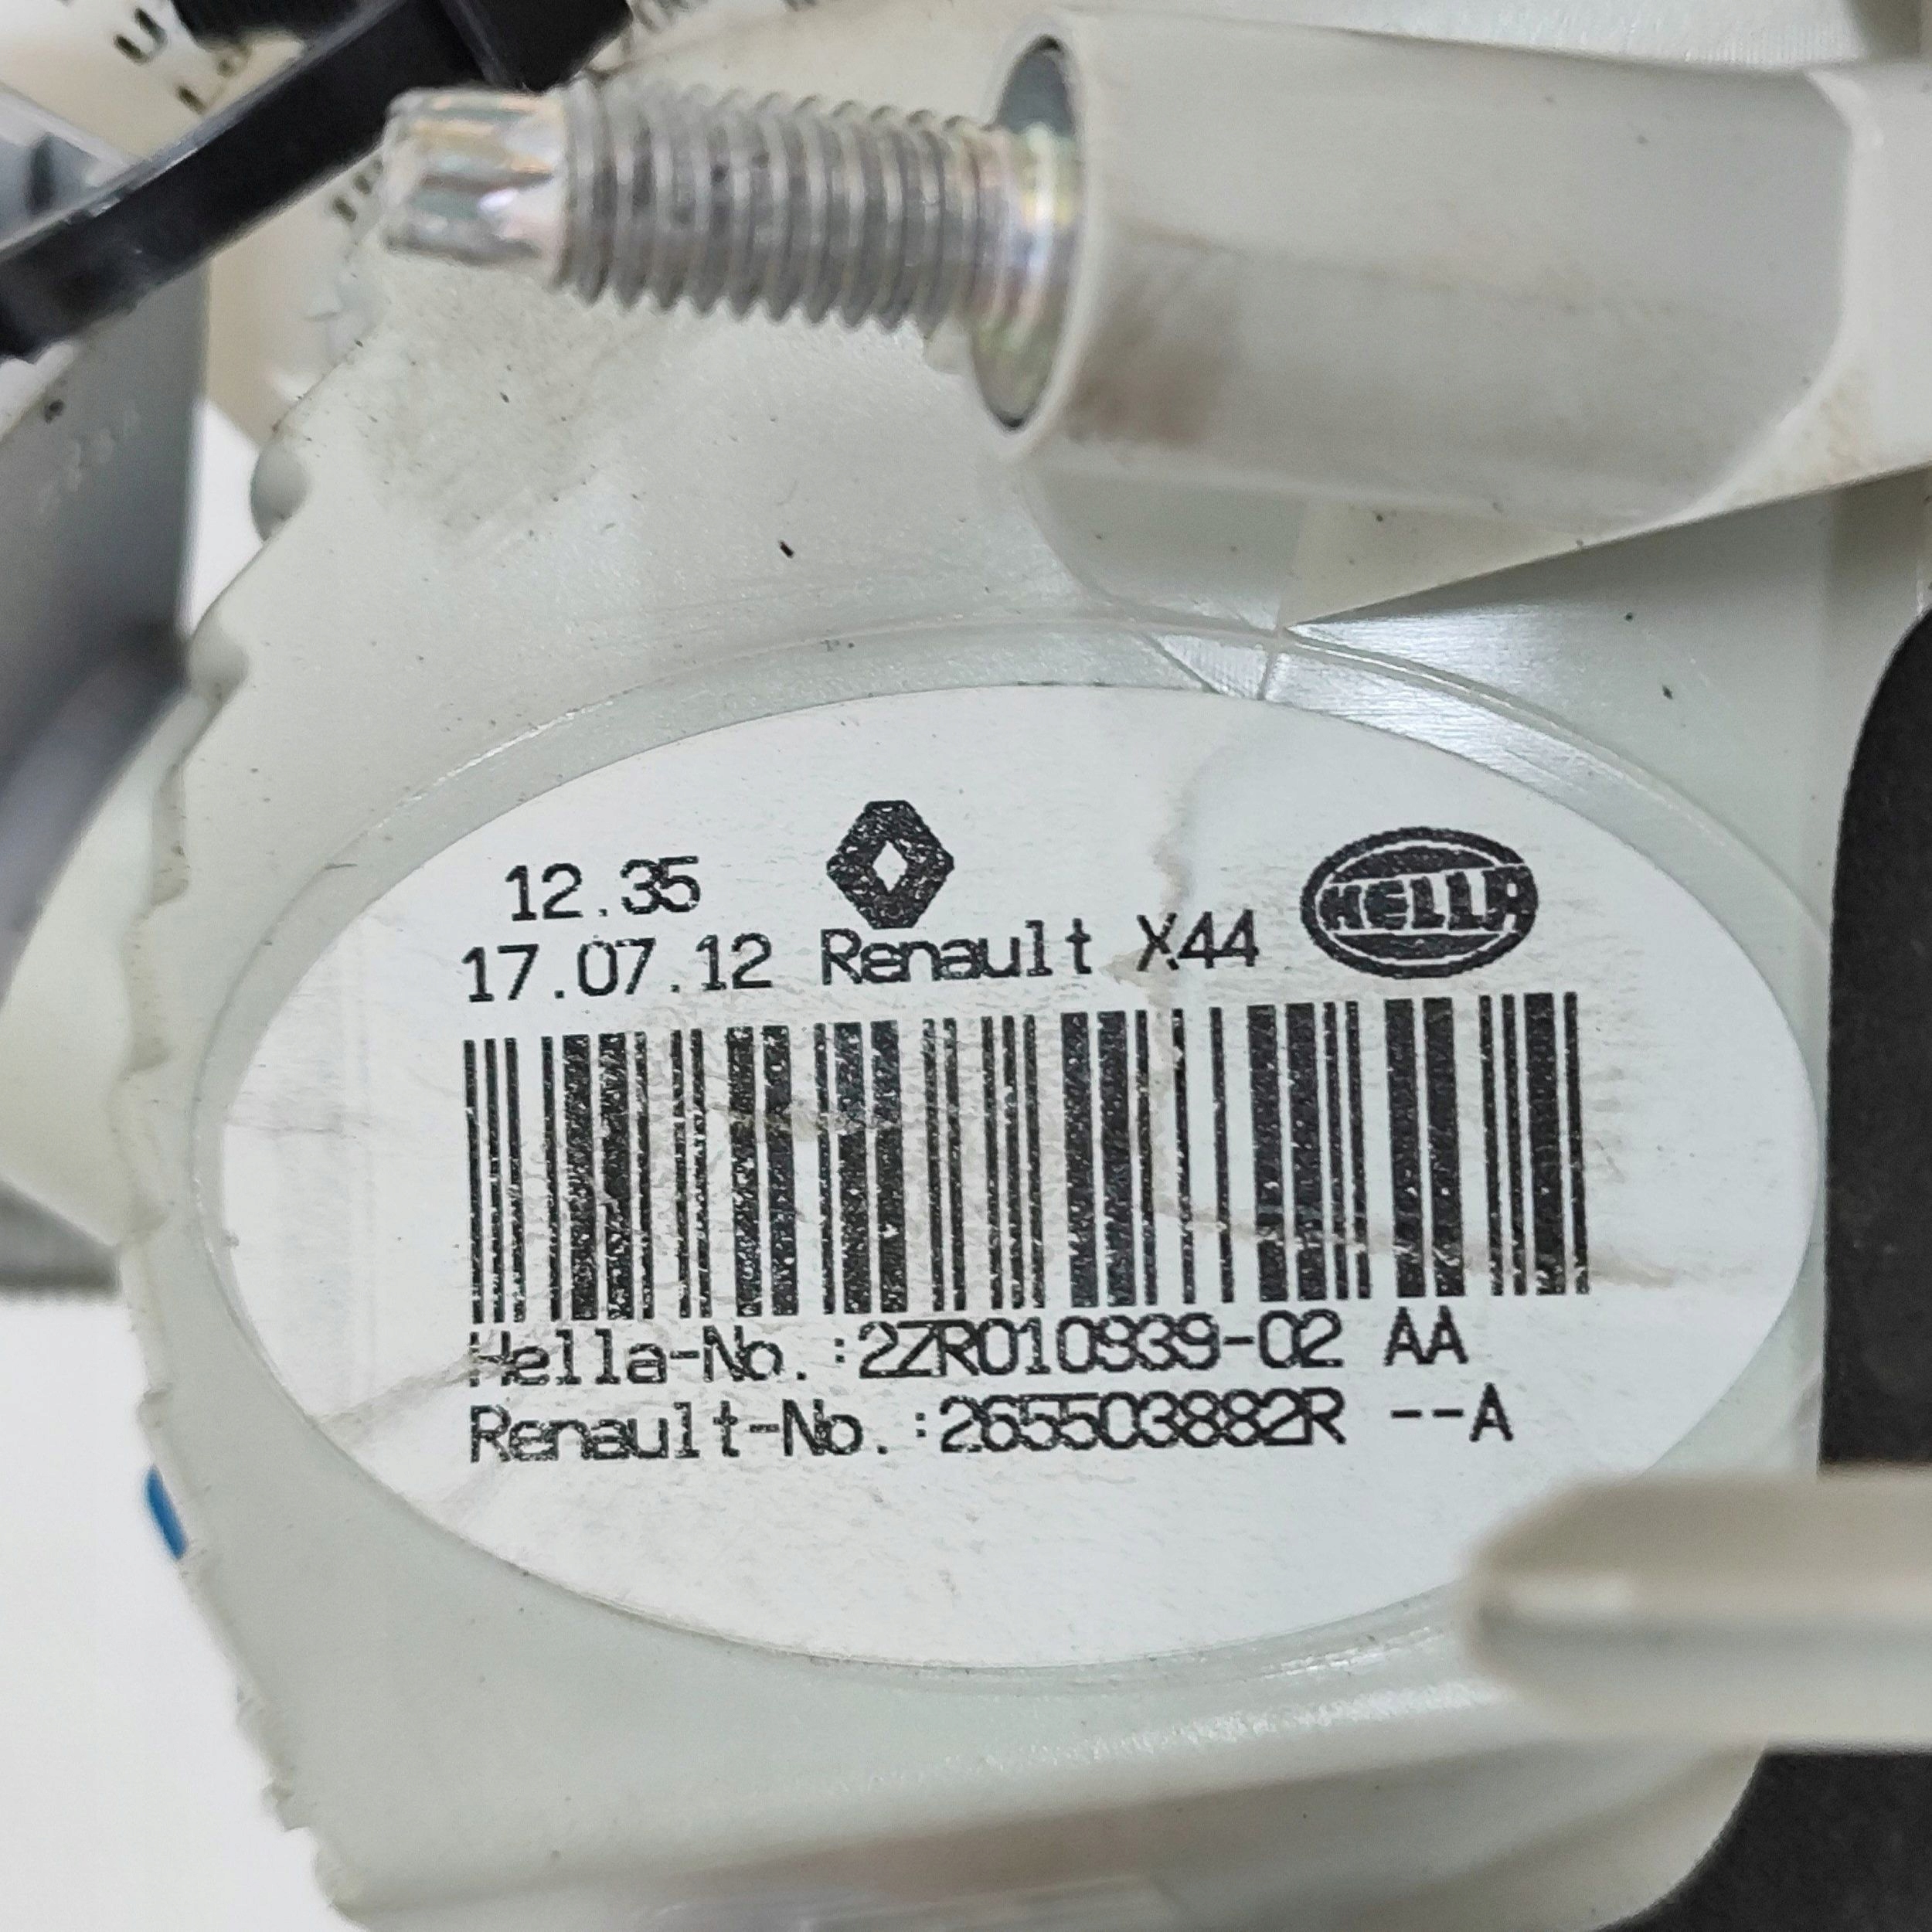 12.35
HELLA
17.07.12 Renault X44
Hella-No.:2ZR010939-02 AA
Renault-No.:265503882R --A